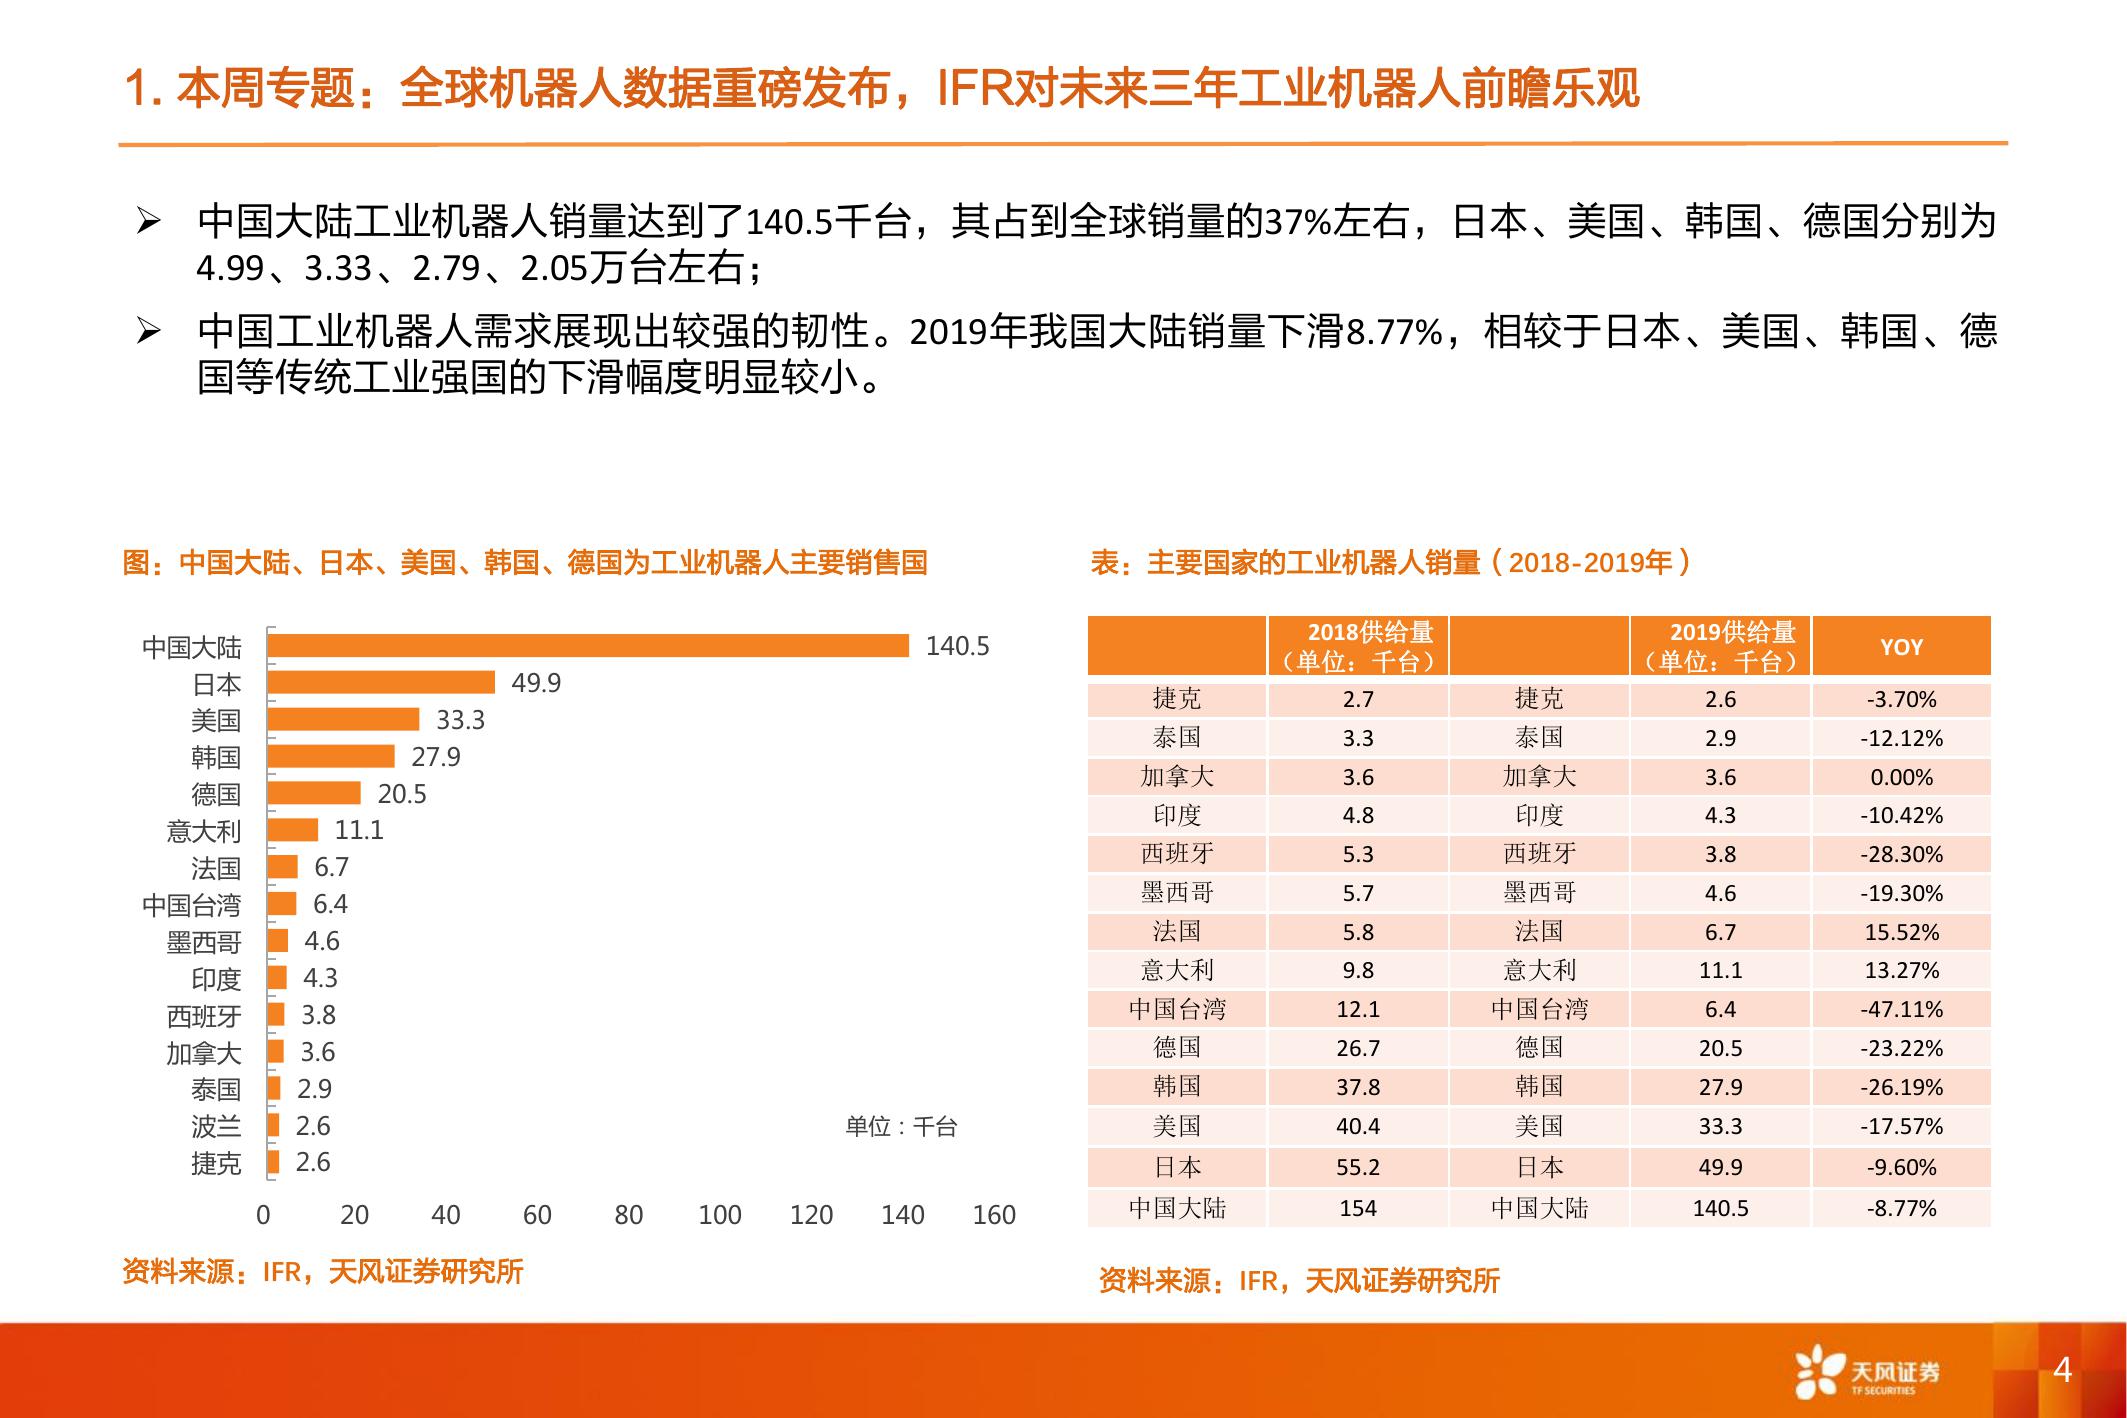 1. 本周专题：全球机器人数据重磅发布，IFR对未来三年工业机器人前瞻乐观
➢ 中国大陆工业机器人销量达到了140.5千台，其占到全球销量的37%左右，日本、美国、韩国、德国分别为
4.99、3.33、2.79、2.05万台左右；
➢ 中国工业机器人需求展现出较强的韧性。2019年我国大陆销量下滑8.77%，相较于日本、美国、韩国、德
国等传统工业强国的下滑幅度明显较小。
图：中国大陆、日本、美国、韩国、德国为工业机器人主要销售国
中国大陆 140.5
日本 49.9
美国 33.3
韩国 27.9
德国 20.5
意大利 11.1
法国 6.7
中国台湾 6.4
墨西哥 4.6
印度 4.3
西班牙 3.8
加拿大 3.6
泰国 2.9
波兰 2.6
捷克 2.6
单位：千台
0 20 40 60 80 100 120 140 160
资料来源：IFR，天风证券研究所
表：主要国家的工业机器人销量（2018-2019年）
2018供给量 2019供给量 YOY
（单位：千台） （单位：千台）
捷克 2.7 捷克 2.6 -3.70%
泰国 3.3 泰国 2.9 -12.12%
加拿大 3.6 加拿大 3.6 0.00%
印度 4.8 印度 4.3 -10.42%
西班牙 5.3 西班牙 3.8 -28.30%
墨西哥 5.7 墨西哥 4.6 -19.30%
法国 5.8 法国 6.7 15.52%
意大利 9.8 意大利 11.1 13.27%
中国台湾 12.1 中国台湾 6.4 -47.11%
德国 26.7 德国 20.5 -23.22%
韩国 37.8 韩国 27.9 -26.19%
美国 40.4 美国 33.3 -17.57%
日本 55.2 日本 49.9 -9.60%
中国大陆 154 中国大陆 140.5 -8.77%
资料来源：IFR，天风证券研究所
天风证券
TF SECURITIES
4